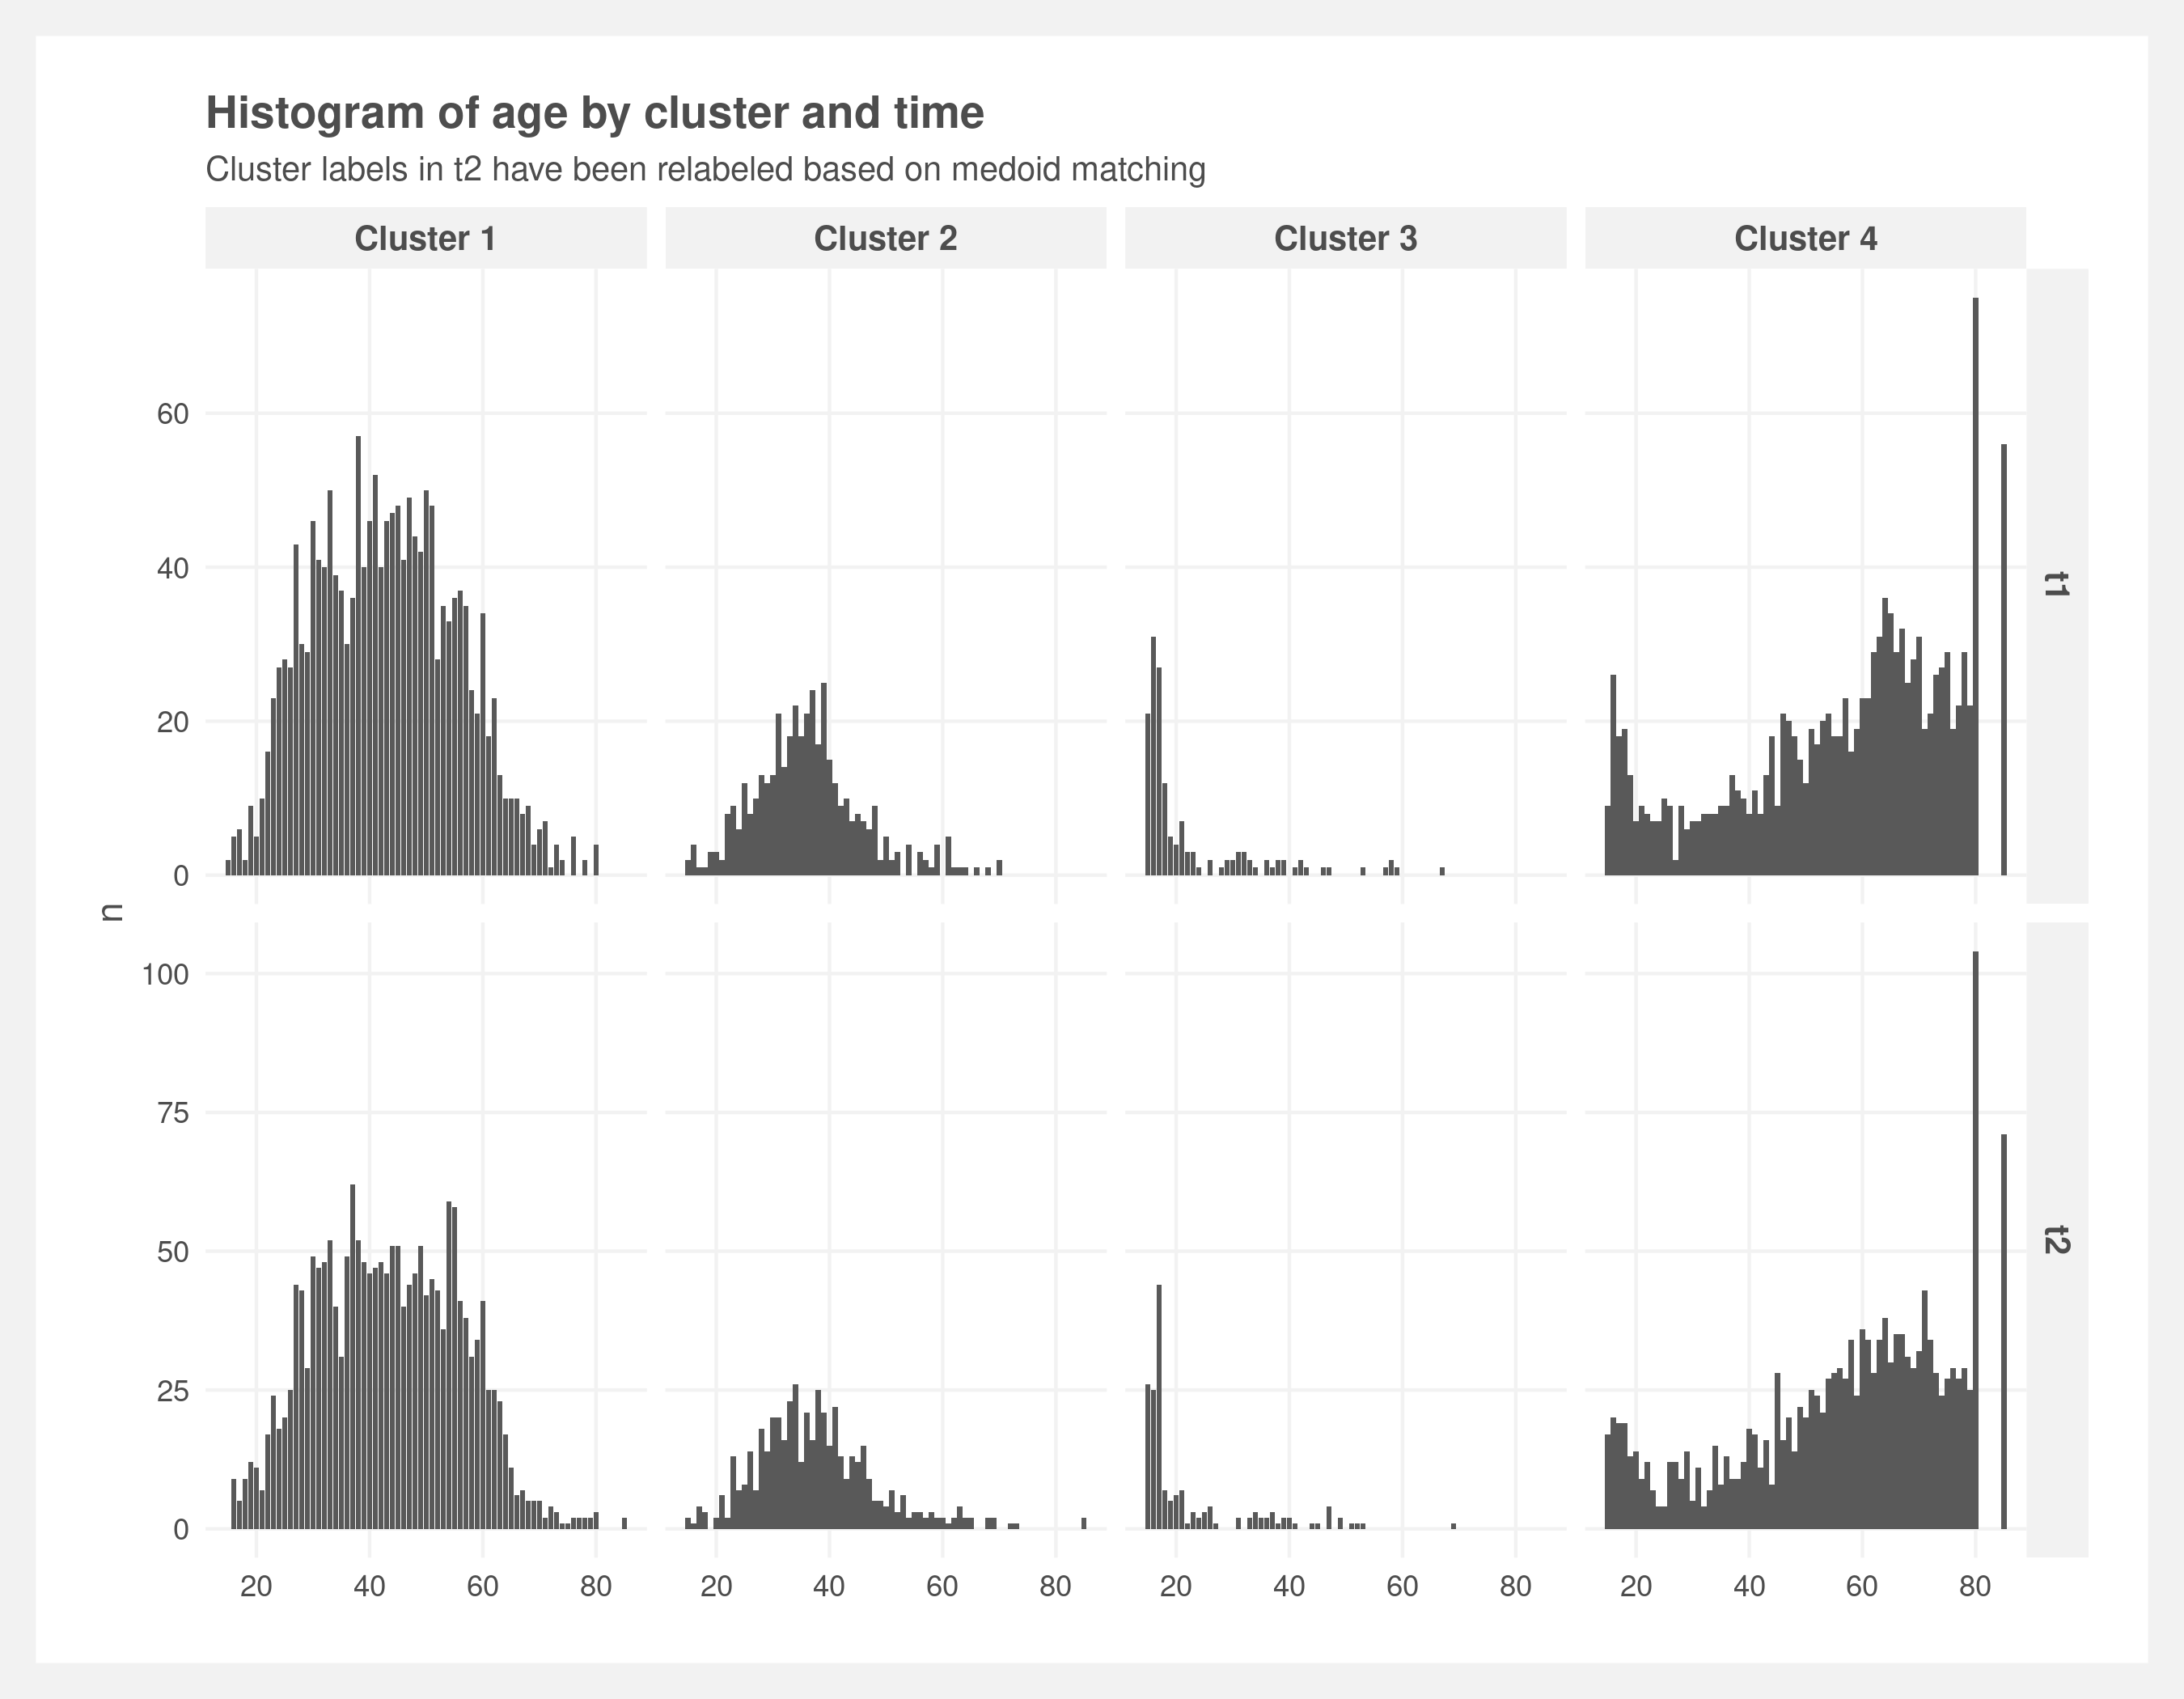 Histogram of age by cluster and time
Cluster labels in t2 have been relabeled based on medoid matching
Cluster 1
Cluster 2
Cluster 3
Cluster 4
60
40
20
0
t1
n
100
75
50
25
0
t2
20 40 60 80
20 40 60 80
20 40 60 80
20 40 60 80